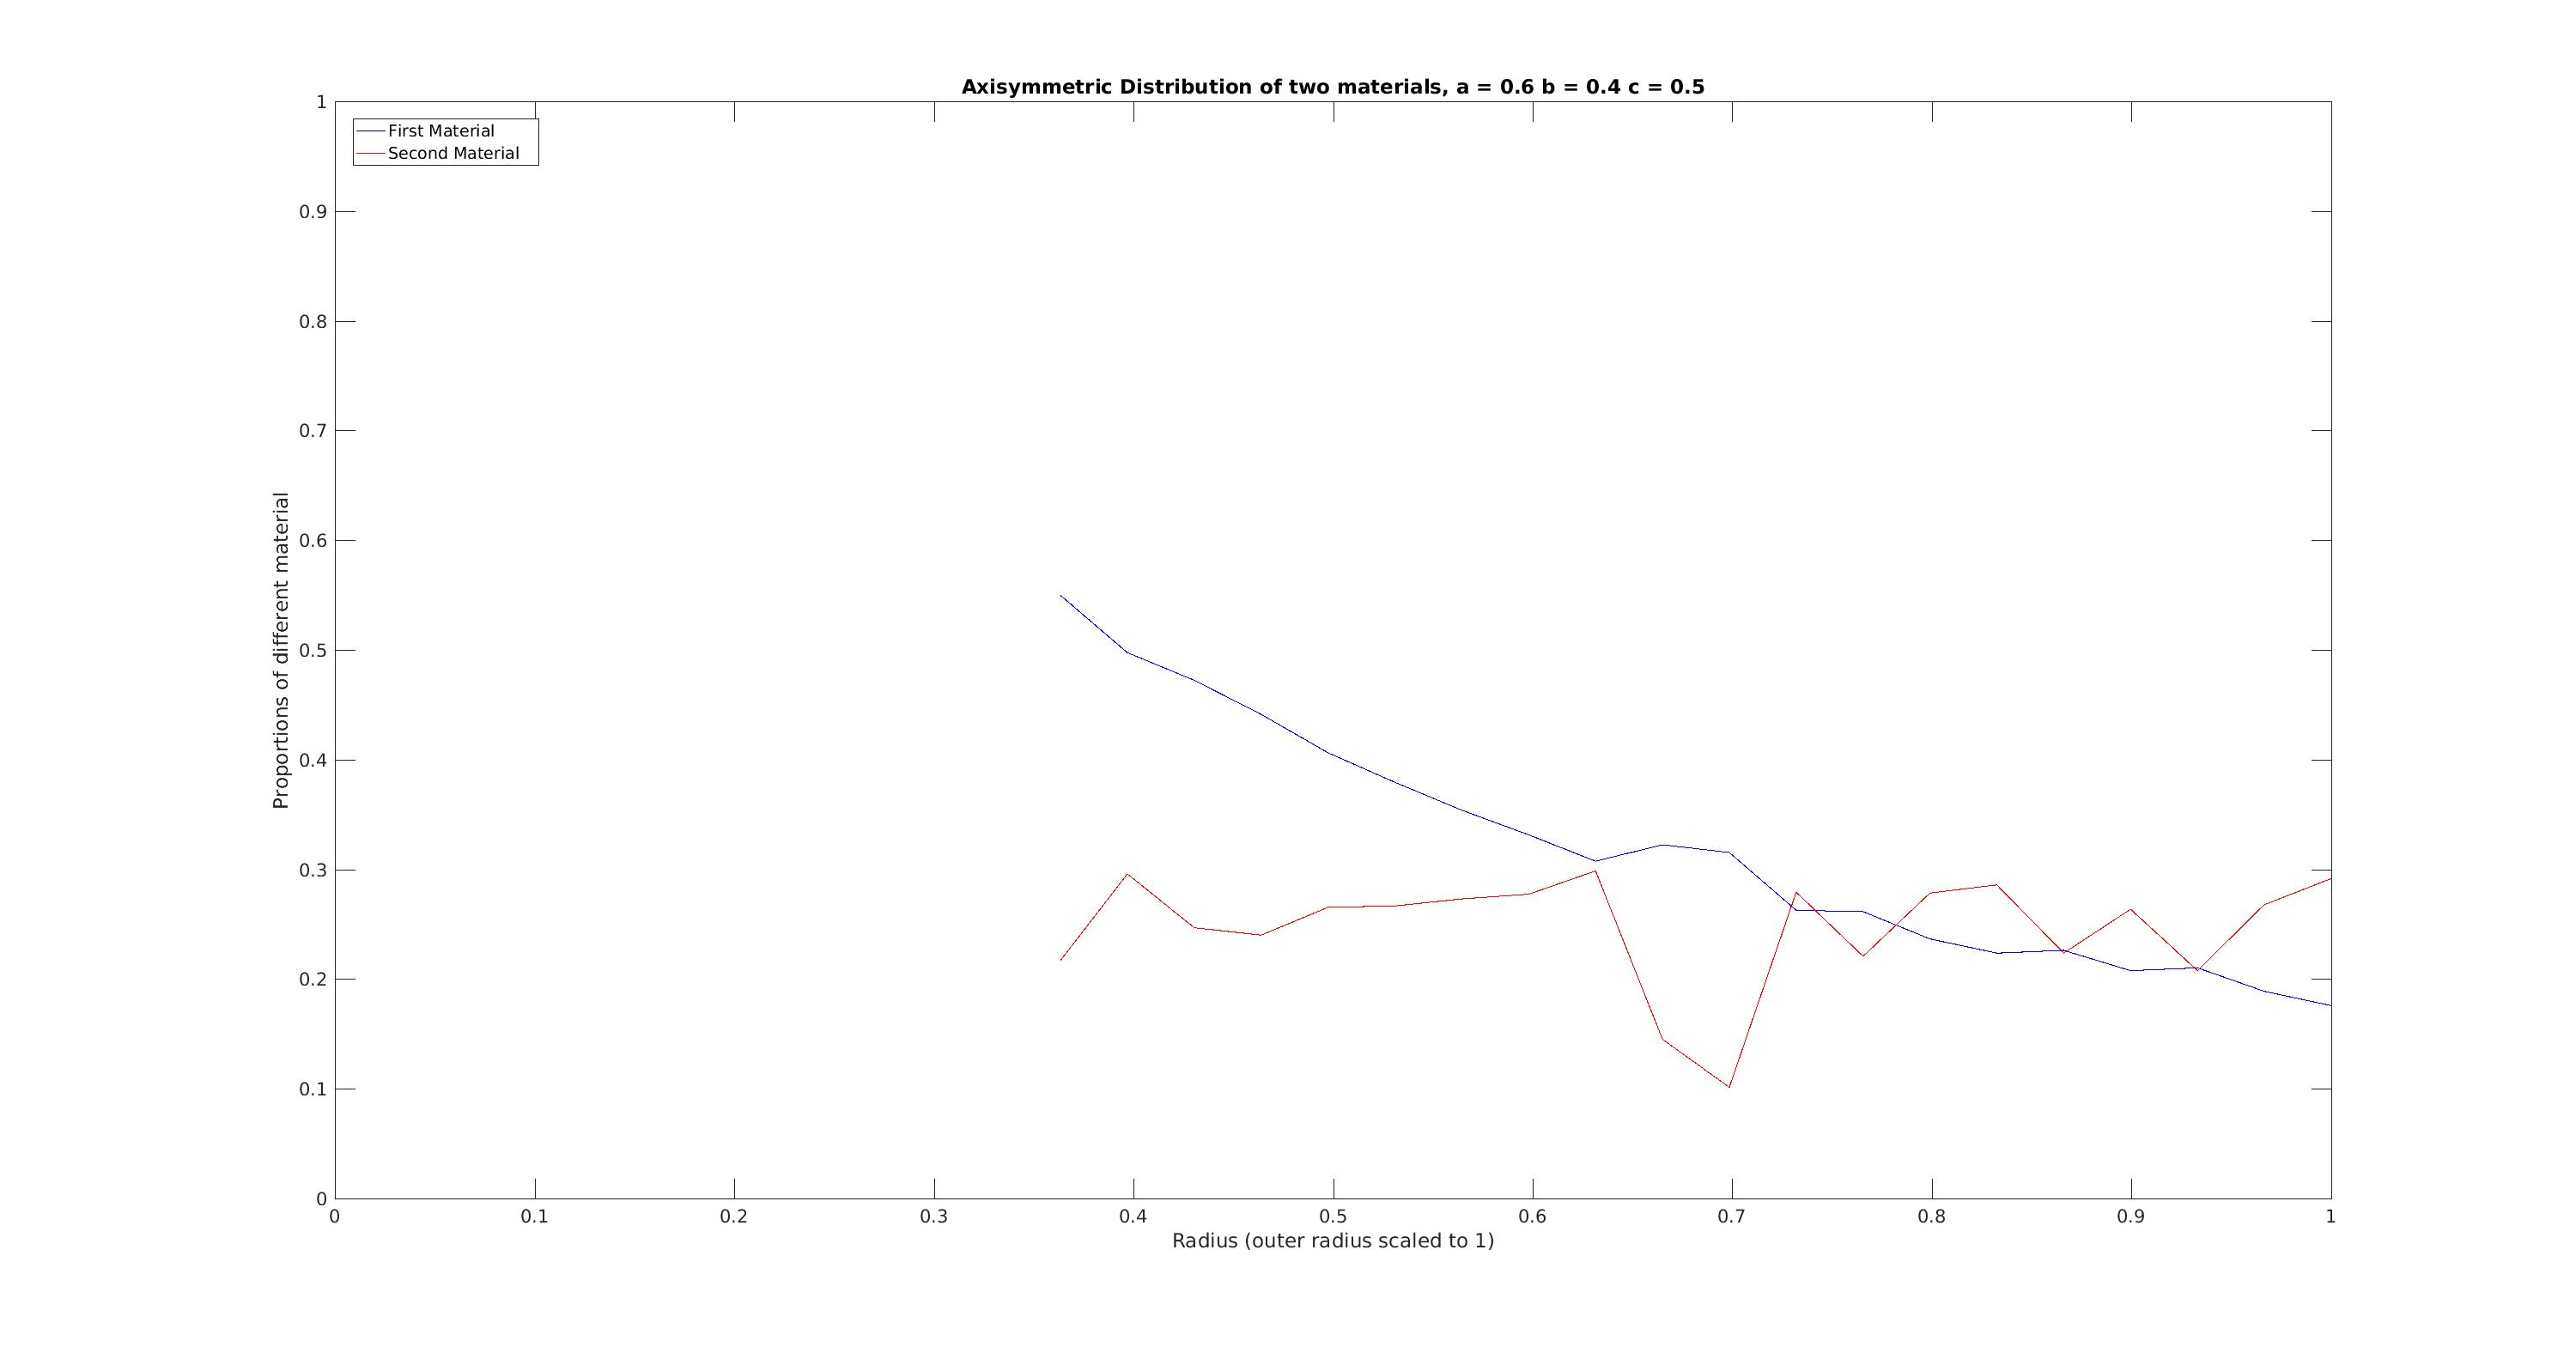 Axisymmetric Distribution of two materials, a = 0.6 b = 0.4 c = 0.5
First Material
Second Material
Proportions of different material
1
0.9
0.8
0.7
0.6
0.5
0.4
0.3
0.2
0.1
0
0 0.1 0.2 0.3 0.4 0.5 0.6 0.7 0.8 0.9 1
Radius (outer radius scaled to 1)